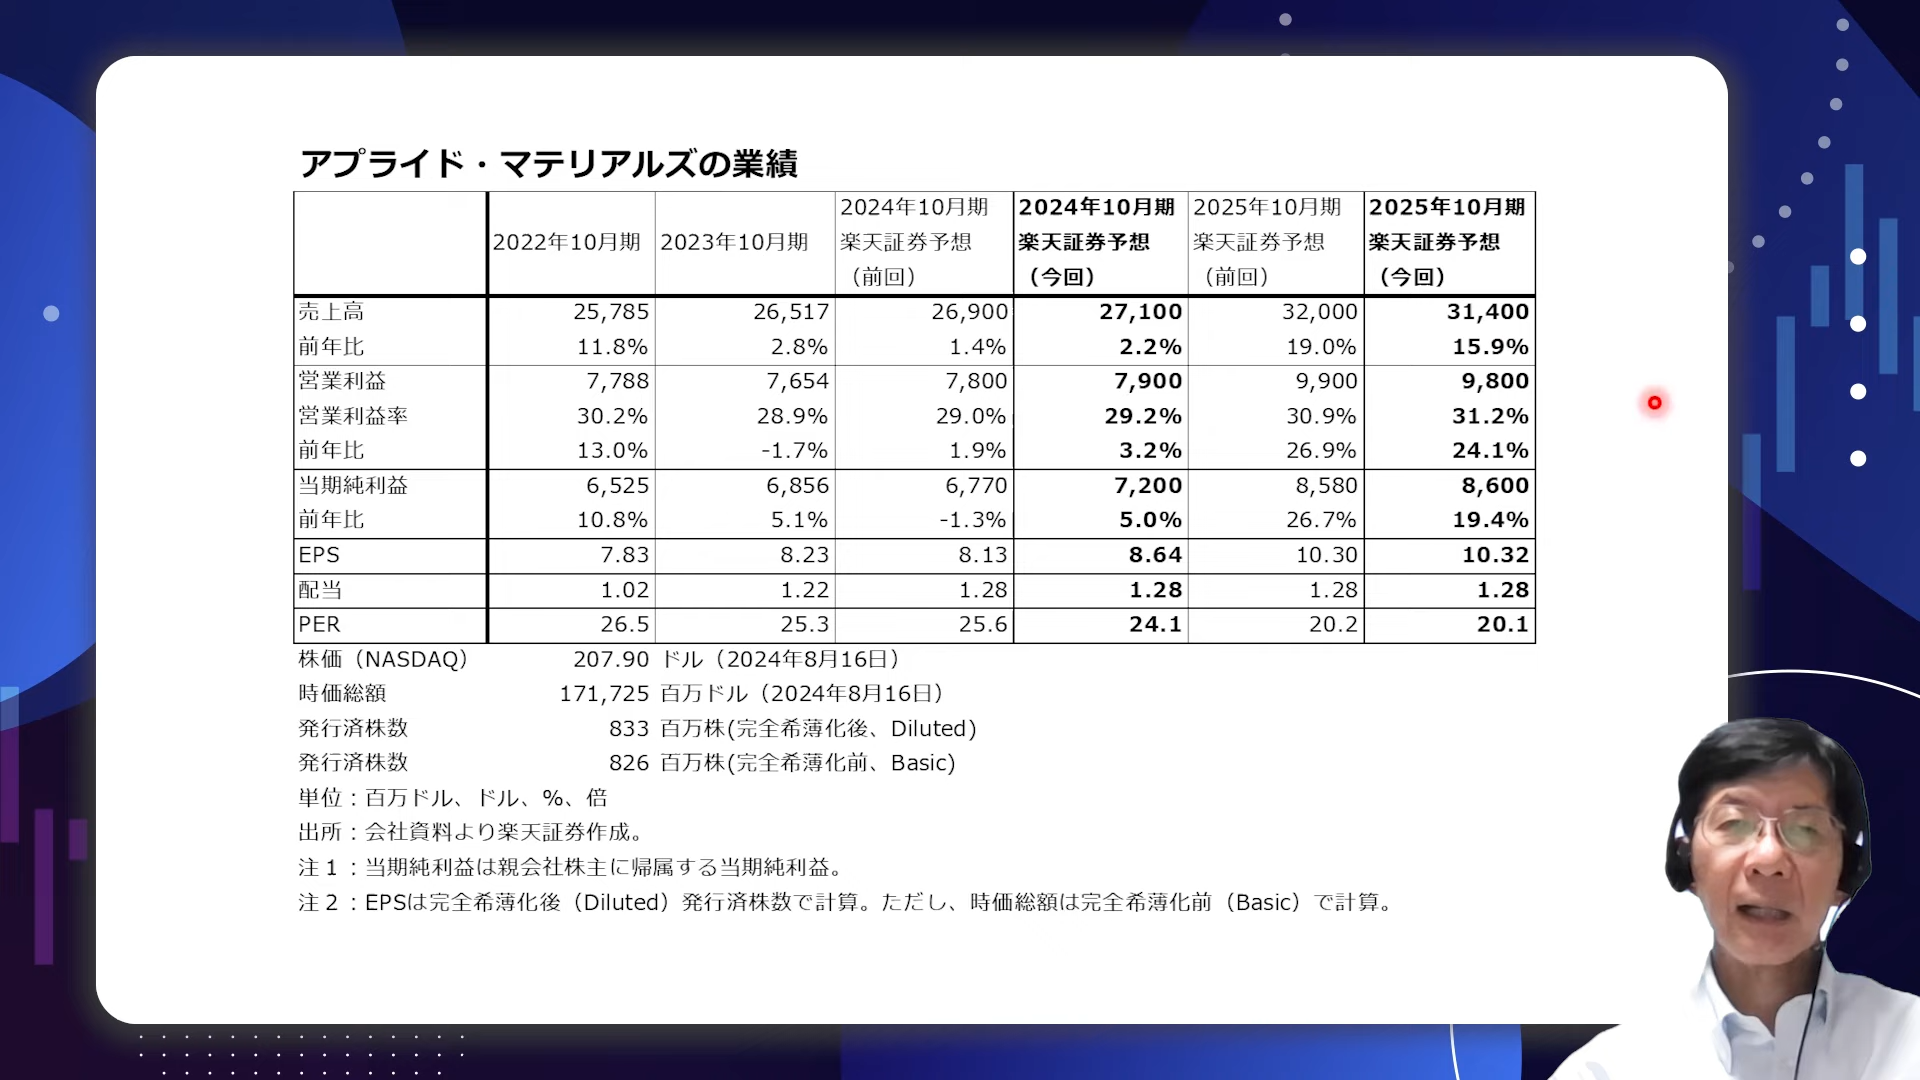 アプライド・マテリアルズの業績
2022年10月期 2023年10月期 2024年10月期 楽天証券予想 （前回） 2024年10月期 楽天証券予想 （今回） 2025年10月期 楽天証券予想 （前回） 2025年10月期 楽天証券予想 （今回）
売上高 25,785 26,517 26,900 27,100 32,000 31,400
前年比 11.8% 2.8% 1.4% 2.2% 19.0% 15.9%
営業利益 7,788 7,654 7,800 7,900 9,900 9,800
営業利益率 30.2% 28.9% 29.0% 29.2% 30.9% 31.2%
前年比 13.0% -1.7% 1.9% 3.2% 26.9% 24.1%
当期純利益 6,525 6,856 6,770 7,200 8,580 8,600
前年比 10.8% 5.1% -1.3% 5.0% 26.7% 19.4%
EPS 7.83 8.23 8.13 8.64 10.30 10.32
配当 1.02 1.22 1.28 1.28 1.28 1.28
PER 26.5 25.3 25.6 24.1 20.2 20.1
株価（NASDAQ） 207.90 ドル（2024年8月16日）
時価総額 171,725 百万ドル（2024年8月16日）
発行済株数 833 百万株(完全希薄化後、Diluted)
発行済株数 826 百万株(完全希薄化前、Basic)
単位：百万ドル、ドル、%、倍
出所：会社資料より楽天証券作成。
注１：当期純利益は親会社株主に帰属する当期純利益。
注２：EPSは完全希薄化後（Diluted）発行済株数で計算。ただし、時価総額は完全希薄化前（Basic）で計算。